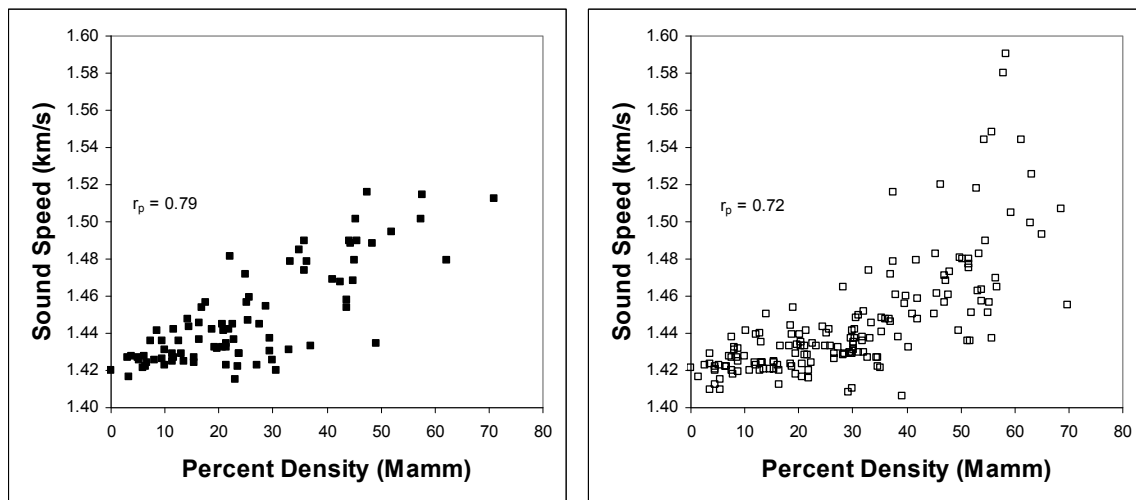 1.60
1.58
1.56
1.54
1.52
1.50
1.48
1.46
1.44
1.42
1.40
Sound Speed (km/s)
rp = 0.79
0 10 20 30 40 50 60 70 80
Percent Density (Mamm)
1.60
1.58
1.56
1.54
1.52
1.50
1.48
1.46
1.44
1.42
1.40
Sound Speed (km/s)
rp = 0.72
0 10 20 30 40 50 60 70 80
Percent Density (Mamm)